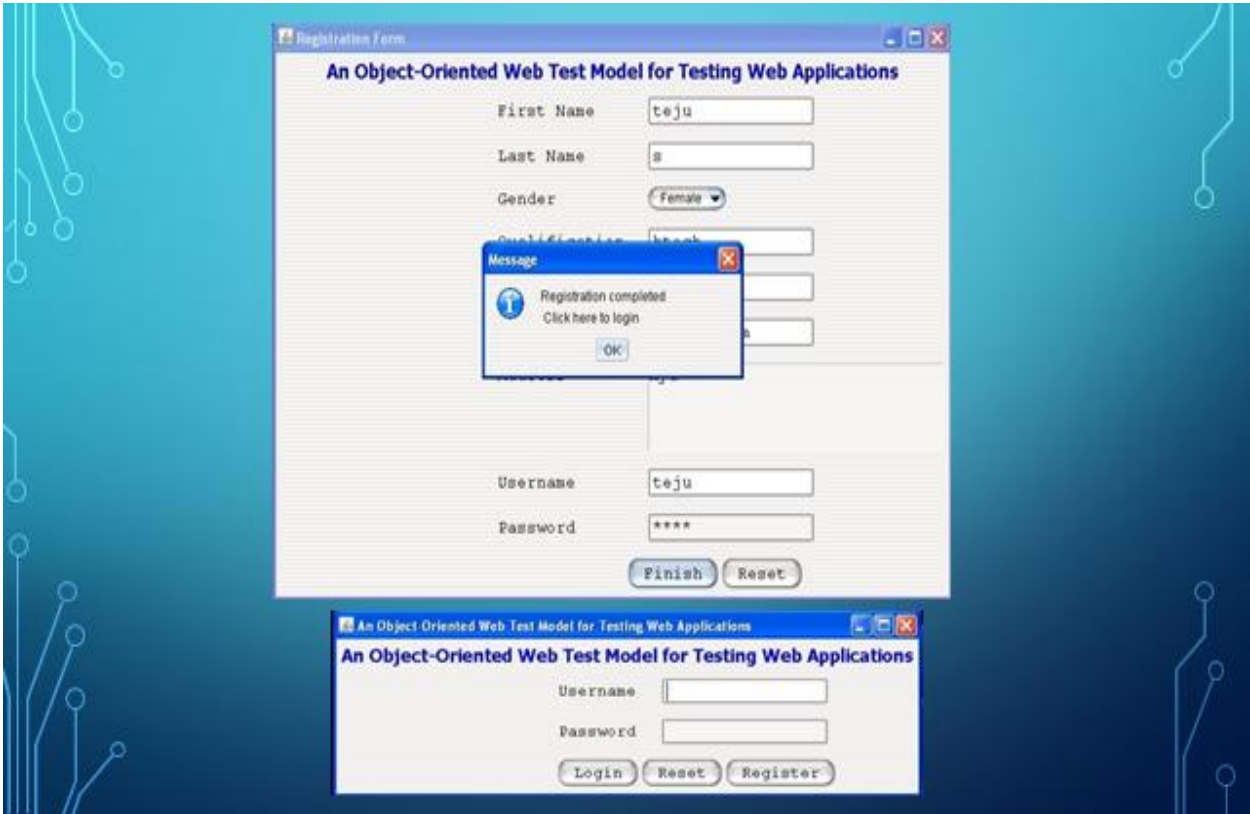 Registration Form
An Object-Oriented Web Test Model for Testing Web Applications
First Name teju
Last Name s
Gender Female
Qualification btech
Message
Registration completed
Click here to login
OK
Username teju
Password ****
Finish Reset
An Object-Oriented Web Test Model for Testing Web Applications
An Object-Oriented Web Test Model for Testing Web Applications
Username
Password
Login Reset Register